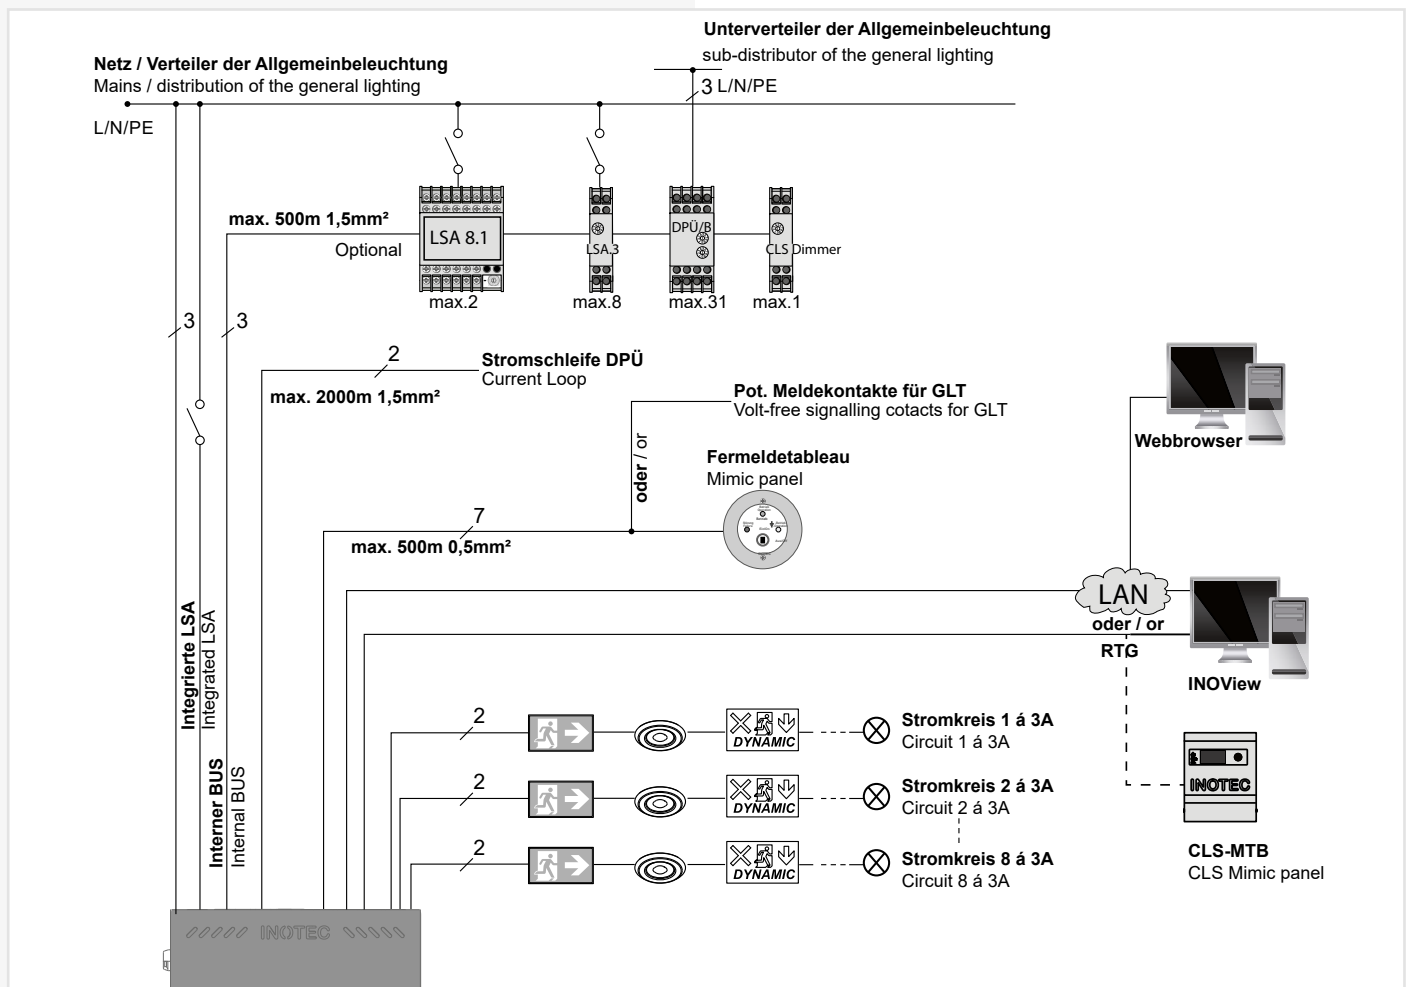 Unterverteiler der Allgemeinbeleuchtung
sub-distributor of the general lighting
3 L/N/PE
Netz / Verteiler der Allgemeinbeleuchtung
Mains / distribution of the general lighting
L/N/PE
max. 500m 1,5mm²
Optional
LSA 8.1
max.2
LSA.3
max.8
DPÜ/B
max.31
CLS Dimmer
max.1
3
3
2
Stromschleife DPÜ
Current Loop
max. 2000m 1,5mm²
Pot. Meldekontakte für GLT
Volt-free signalling cotacts for GLT
oder / or
Fermeldetableau
Mimic panel
7
max. 500m 0,5mm²
Webbrowser
LAN
oder / or
RTG
INOView
Integrierte LSA
Integrated LSA
Interner BUS
Internal BUS
2
DYNAMIC
Stromkreis 1 á 3A
Circuit 1 á 3A
2
DYNAMIC
Stromkreis 2 á 3A
Circuit 2 á 3A
2
DYNAMIC
Stromkreis 8 á 3A
Circuit 8 á 3A
INOTEC
CLS-MTB
CLS Mimic panel
INOTEC